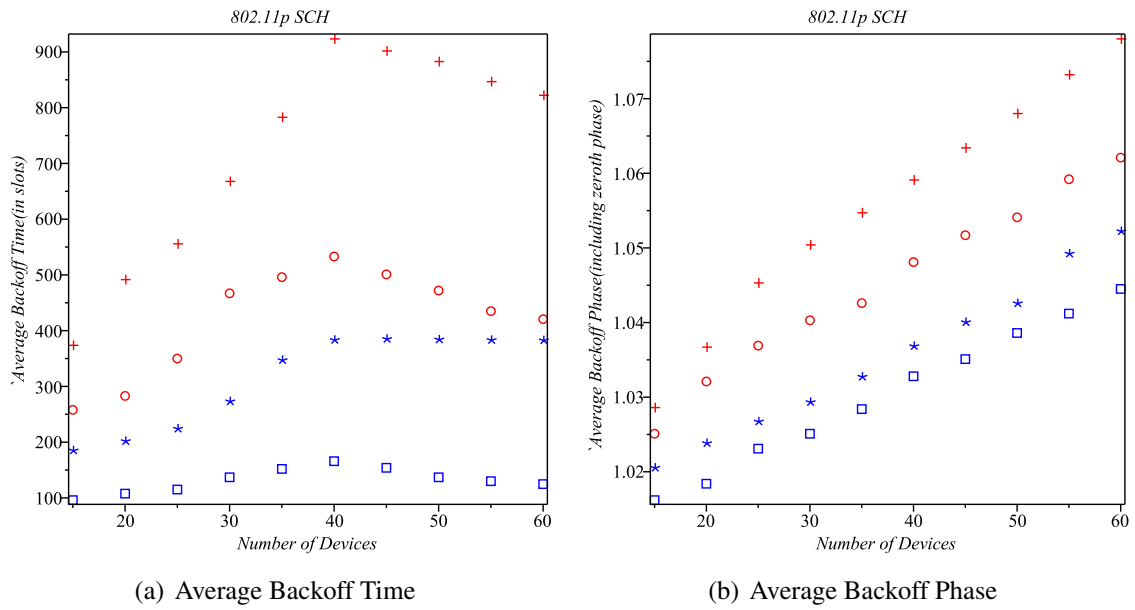 802.11p SCH
900
800
700
600
500
400
300
200
100
`Average Backoff Time(in slots)
20 30 40 50 60
Number of Devices
(a) Average Backoff Time
802.11p SCH
1.07
1.06
1.05
1.04
1.03
1.02
`Average Backoff Phase(including zeroth phase)
20 30 40 50 60
Number of Devices
(b) Average Backoff Phase